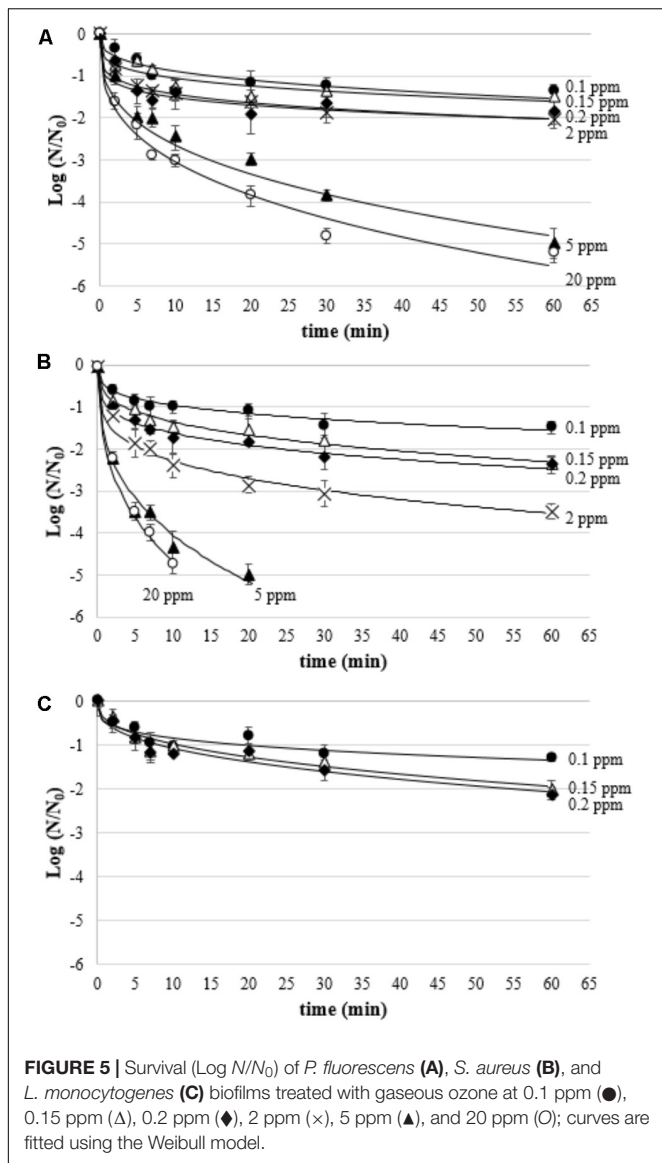 A
0
-1
-2
-3
-4
-5
-6
Log (N/N₀)
0.1 ppm
0.15 ppm
0.2 ppm
2 ppm
5 ppm
20 ppm
0 5 10 15 20 25 30 35 40 45 50 55 60 65
time (min)
B
0
-1
-2
-3
-4
-5
-6
Log (N/N₀)
0.1 ppm
0.15 ppm
0.2 ppm
2 ppm
20 ppm 5 ppm
0 5 10 15 20 25 30 35 40 45 50 55 60 65
time (min)
C
0
-1
-2
-3
-4
-5
-6
Log (N/N₀)
0.1 ppm
0.15 ppm
0.2 ppm
0 5 10 15 20 25 30 35 40 45 50 55 60 65
time (min)
FIGURE 5 | Survival (Log N/N₀) of P. fluorescens (A), S. aureus (B), and
L. monocytogenes (C) biofilms treated with gaseous ozone at 0.1 ppm (●),
0.15 ppm (Δ), 0.2 ppm (♦), 2 ppm (×), 5 ppm (▲), and 20 ppm (O); curves are
fitted using the Weibull model.